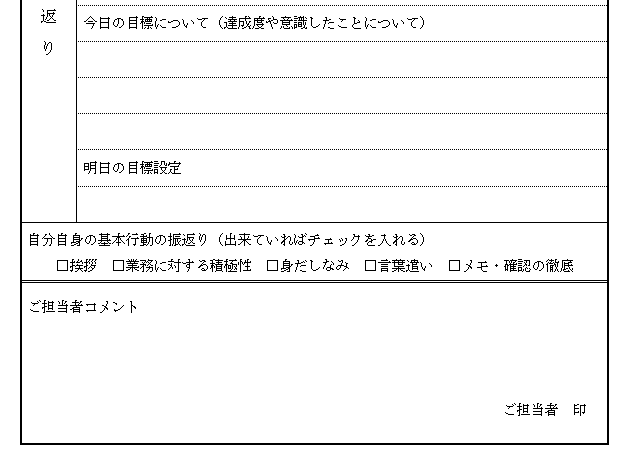 返
り
今日の目標について（達成度や意識したことについて）
明日の目標設定
自分自身の基本行動の振返り（出来ていればチェックを入れる）
□挨拶　□業務に対する積極性　□身だしなみ　□言葉遣い　□メモ・確認の徹底
ご担当者コメント
ご担当者　印